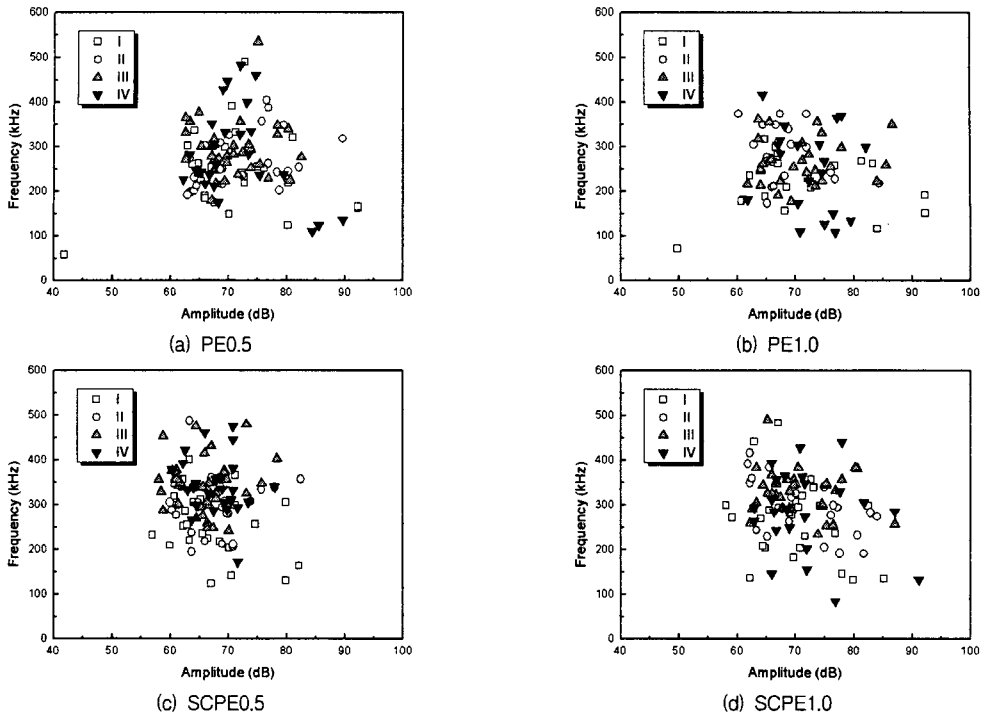 600
500
400
300
200
100
0
Frequency (kHz)
I
II
III
IV
40 50 60 70 80 90 100
Amplitude (dB)
(a) PE0.5
600
500
400
300
200
100
0
Frequency (kHz)
I
II
III
IV
40 50 60 70 80 90 100
Amplitude (dB)
(b) PE1.0
600
500
400
300
200
100
0
Frequency (kHz)
I
II
III
IV
40 50 60 70 80 90 100
Amplitude (dB)
(c) SCPE0.5
600
500
400
300
200
100
0
Frequency (kHz)
I
II
III
IV
40 50 60 70 80 90 100
Amplitude (dB)
(d) SCPE1.0